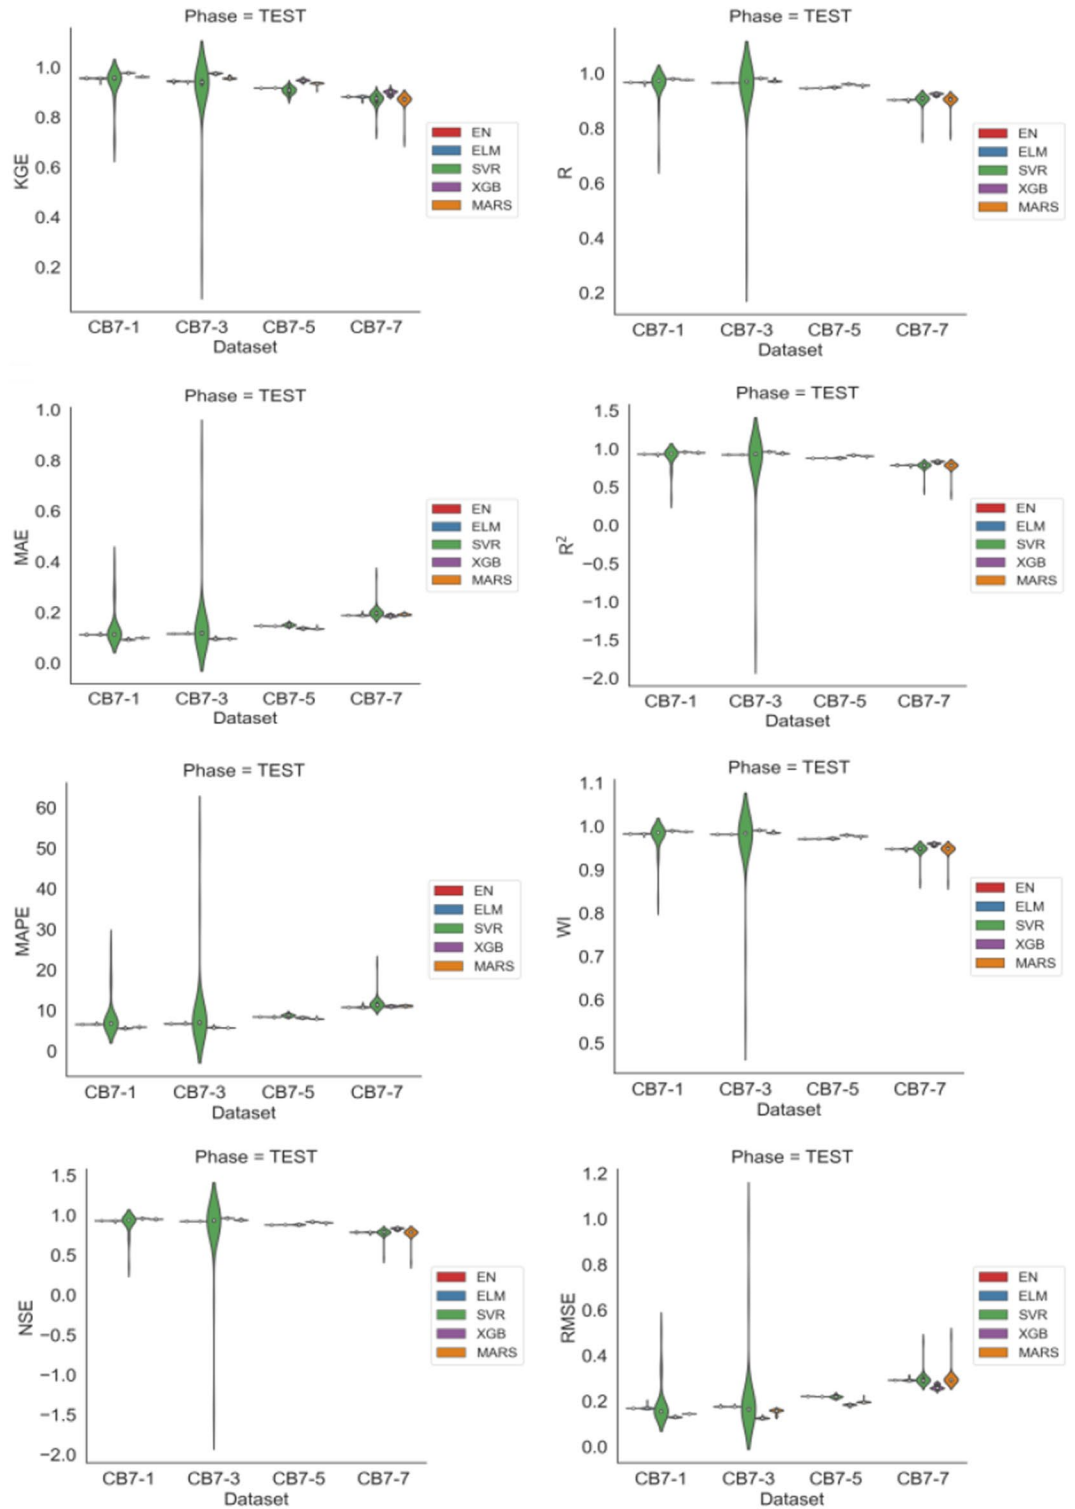 Phase = TEST
KGE
1.0
0.8
0.6
0.4
0.2
CB7-1 CB7-3 CB7-5 CB7-7
Dataset
EN
ELM
SVR
XGB
MARS
Phase = TEST
R
1.0
0.8
0.6
0.4
0.2
CB7-1 CB7-3 CB7-5 CB7-7
Dataset
EN
ELM
SVR
XGB
MARS
Phase = TEST
MAE
1.0
0.8
0.6
0.4
0.2
0.0
CB7-1 CB7-3 CB7-5 CB7-7
Dataset
EN
ELM
SVR
XGB
MARS
Phase = TEST
R²
1.5
1.0
0.5
0.0
−0.5
−1.0
−1.5
−2.0
CB7-1 CB7-3 CB7-5 CB7-7
Dataset
EN
ELM
SVR
XGB
MARS
Phase = TEST
MAPE
60
50
40
30
20
10
0
CB7-1 CB7-3 CB7-5 CB7-7
Dataset
EN
ELM
SVR
XGB
MARS
Phase = TEST
WI
1.1
1.0
0.9
0.8
0.7
0.6
0.5
CB7-1 CB7-3 CB7-5 CB7-7
Dataset
EN
ELM
SVR
XGB
MARS
Phase = TEST
NSE
1.5
1.0
0.5
0.0
−0.5
−1.0
−1.5
−2.0
CB7-1 CB7-3 CB7-5 CB7-7
Dataset
EN
ELM
SVR
XGB
MARS
Phase = TEST
RMSE
1.2
1.0
0.8
0.6
0.4
0.2
0.0
CB7-1 CB7-3 CB7-5 CB7-7
Dataset
EN
ELM
SVR
XGB
MARS